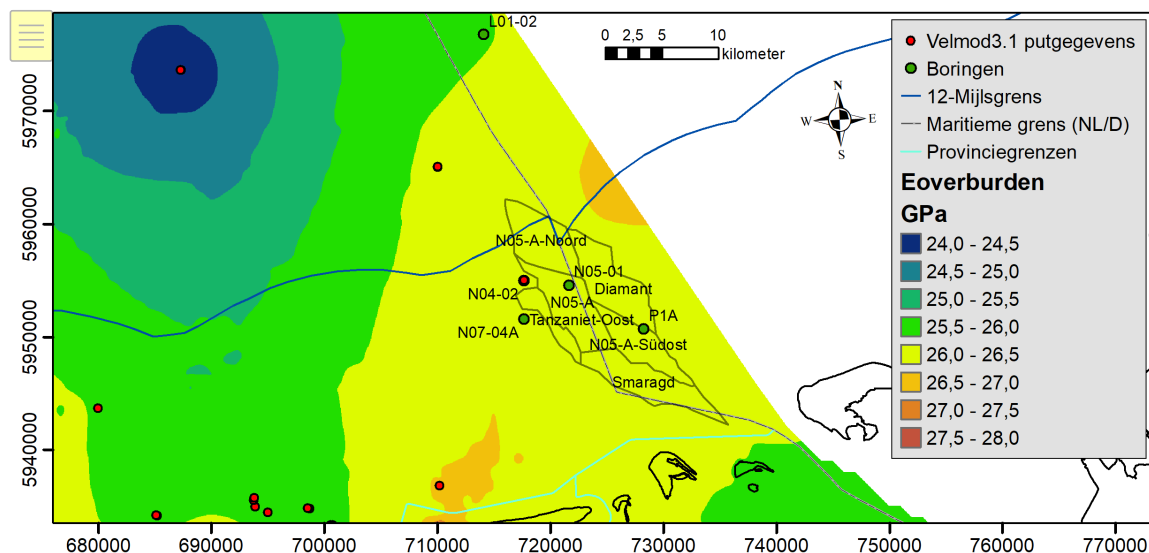 L01-02
0 2,5 5 10
kilometer
N
W E
S
Velmod3.1 putgegevens
Boringen
12-Mijlsgrens
Maritieme grens (NL/D)
Provinciegrenzen
Eoverburden
GPa
24,0 - 24,5
24,5 - 25,0
25,0 - 25,5
25,5 - 26,0
26,0 - 26,5
26,5 - 27,0
27,0 - 27,5
27,5 - 28,0
N05-A-Noord
N05-01
N04-02
Diamant
N05-A
P1A
N07-04A
Tanzaniet-Oost
N05-A-Südost
Smaragd
5970000
5960000
5950000
5940000
680000 690000 700000 710000 720000 730000 740000 750000 760000 770000